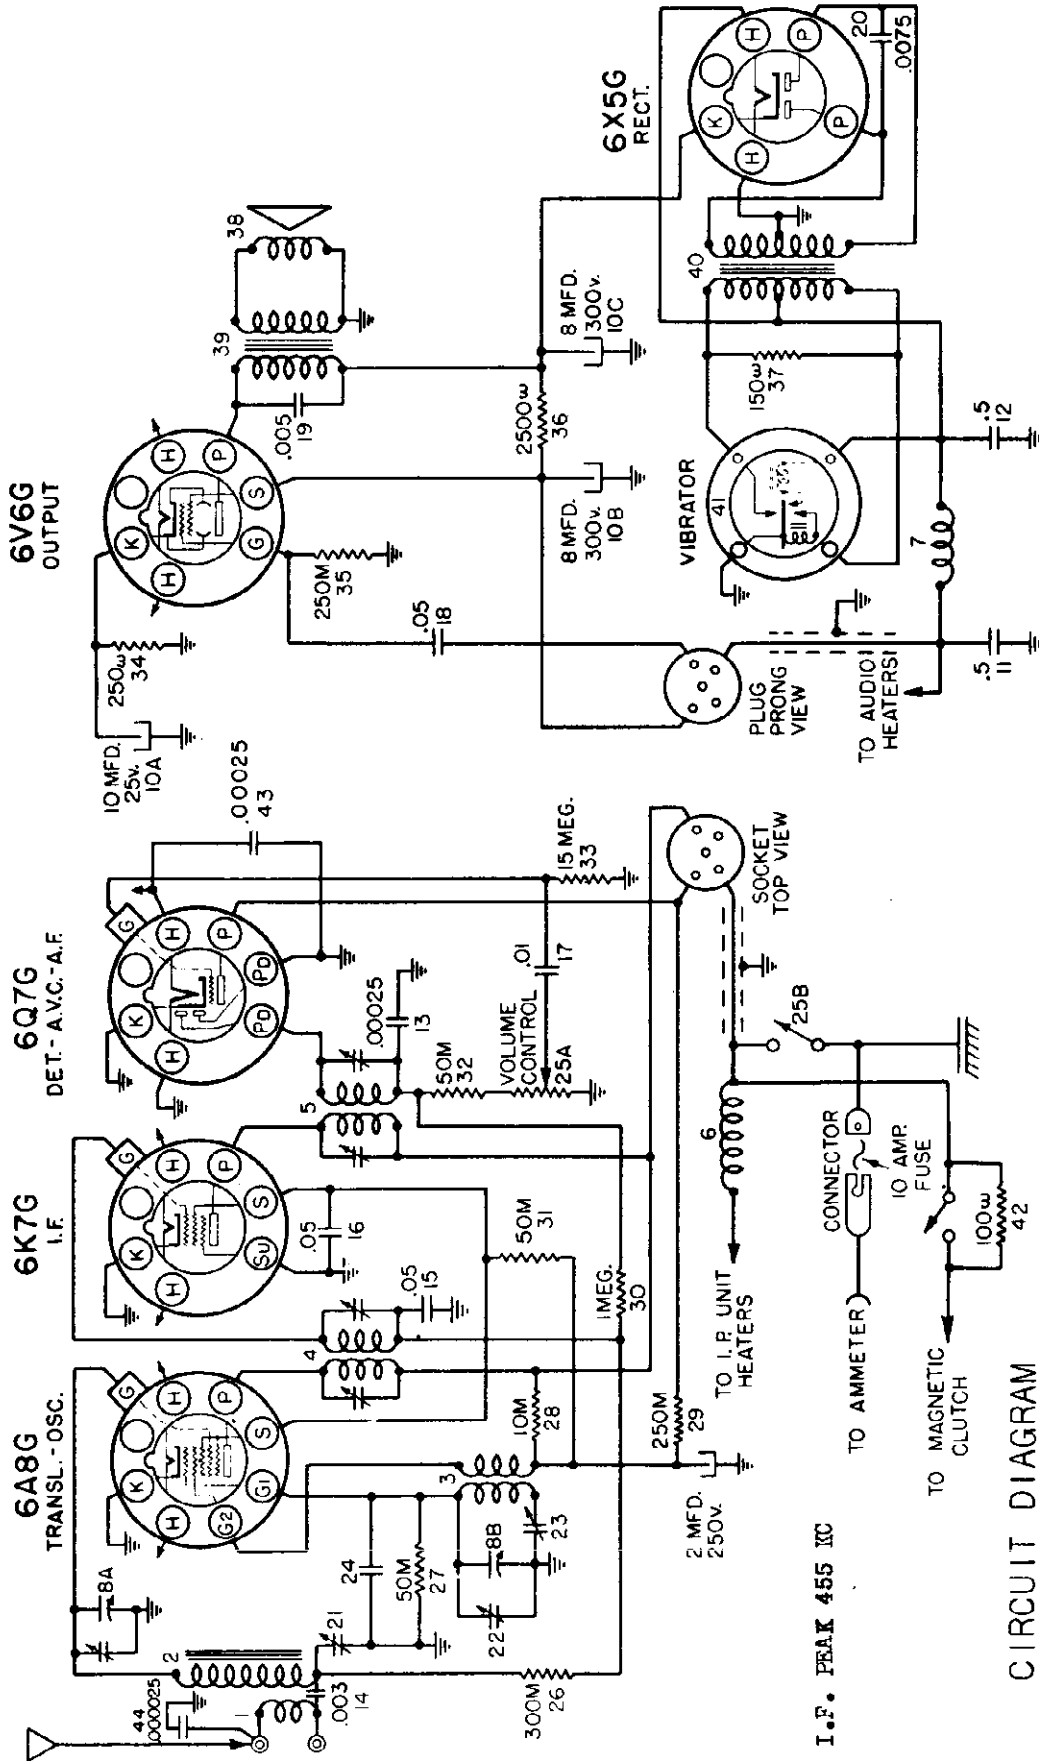 6A8G
TRANSL.-OSC.
6K7G
I.F.
6Q7G
DET.-A.V.C.-A.F.
6V6G
OUTPUT
6X5G
RECT.
44
.000025
1
2
8A
.003
14
21
24
50M
27
22
8B
23
3
300M
26
G
K
H
H
P
S
G1
G2
4
10M
28
.05
15
G
K
H
H
P
S
Su
.05
16
50M
31
1MEG.
30
5
G
K
H
H
P
PD
PD
.00025
43
.00025
13
50M
32
VOLUME
CONTROL
25A
.01
17
15 MEG.
33
250M
29
2 MFD.
250V.
SOCKET
TOP VIEW
6
TO I.P. UNIT
HEATERS
25B
CONNECTOR
10 AMP.
FUSE
TO AMMETER
100ω
42
TO MAGNETIC
CLUTCH
10 MFD.
25V.
10A
250ω
34
K
H
H
P
S
G
250M
35
.05
18
.005
19
39
38
2500ω
36
8 MFD.
300V.
10B
8 MFD.
300V.
10C
PLUG
PRONG
VIEW
TO AUDIO
HEATERS
.5
11
7
.5
12
VIBRATOR
41
150ω
37
40
K
H
H
P
P
20
.0075
I.F. PEAK 455 KC
CIRCUIT DIAGRAM